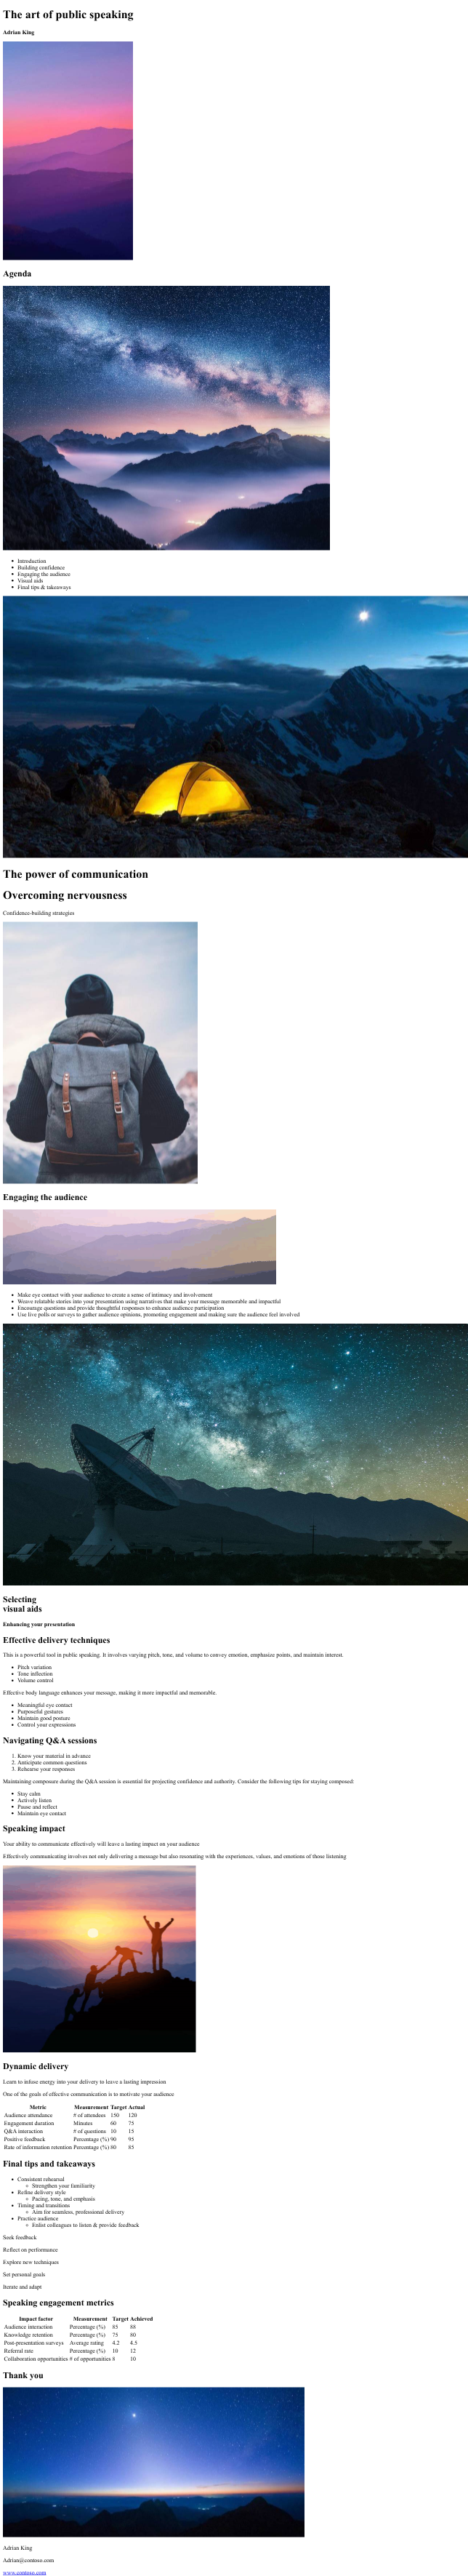 The art of public speaking
Adrian King
Agenda
Introduction
Building confidence
Engaging the audience
Visual aids
Final tips & takeaways
The power of communication
Overcoming nervousness
Confidence-building strategies
Engaging the audience
Make eye contact with your audience to create a sense of intimacy and involvement
Weave relatable stories into your presentation using narratives that make your message memorable and impactful
Encourage questions and provide thoughtful responses to enhance audience participation
Use live polls or surveys to gather audience opinions, promoting engagement and making sure the audience feel involved
Selecting
visual aids
Enhancing your presentation
Effective delivery techniques
This is a powerful tool in public speaking. It involves varying pitch, tone, and volume to convey emotion, emphasize points, and maintain interest.
Pitch variation
Tone inflection
Volume control
Effective body language enhances your message, making it more impactful and memorable.
Meaningful eye contact
Purposeful gestures
Maintain good posture
Control your expressions
Navigating Q&A sessions
1. Know your material in advance
2. Anticipate common questions
3. Rehearse your responses
Maintaining composure during the Q&A session is essential for projecting confidence and authority. Consider the following tips for staying composed:
Stay calm
Actively listen
Pause and reflect
Maintain eye contact
Speaking impact
Your ability to communicate effectively will leave a lasting impact on your audience
Effectively communicating involves not only delivering a message but also resonating with the experiences, values, and emotions of those listening
Dynamic delivery
Learn to infuse energy into your delivery to leave a lasting impression
One of the goals of effective communication is to motivate your audience
Metric Measurement Target Actual
Audience attendance # of attendees 150 120
Engagement duration Minutes 60 75
Q&A interaction # of questions 10 15
Positive feedback Percentage (%) 90 95
Rate of information retention Percentage (%) 80 85
Final tips and takeaways
Consistent rehearsal
Strengthen your familiarity
Refine delivery style
Pacing, tone, and emphasis
Timing and transitions
Aim for seamless, professional delivery
Practice audience
Enlist colleagues to listen & provide feedback
Seek feedback
Reflect on performance
Explore new techniques
Set personal goals
Iterate and adapt
Speaking engagement metrics
Impact factor Measurement Target Achieved
Audience interaction Percentage (%) 85 88
Knowledge retention Percentage (%) 75 80
Post-presentation surveys Average rating 4.2 4.5
Referral rate Percentage (%) 10 12
Collaboration opportunities # of opportunities 8 10
Thank you
Adrian King
Adrian@contoso.com
www.contoso.com